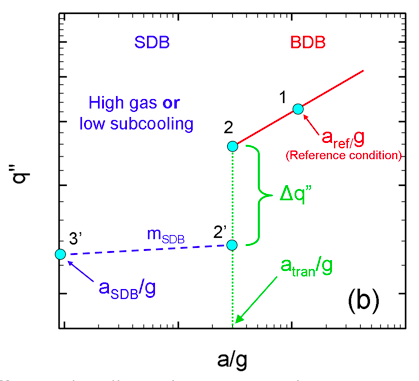 SDB
BDB
High gas or
low subcooling
1
2
a_ref/g
(Reference condition)
q"
Δq”
3’
m_SDB
2’
a_SDB/g
a_tran/g
(b)
a/g